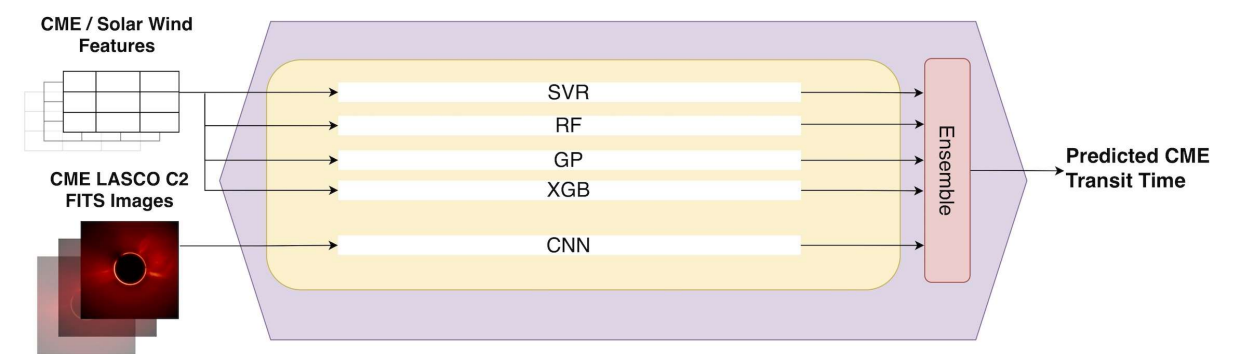 CME / Solar Wind
Features
SVR
RF
GP
XGB
CME LASCO C2
FITS Images
CNN
Ensemble
Predicted CME
Transit Time